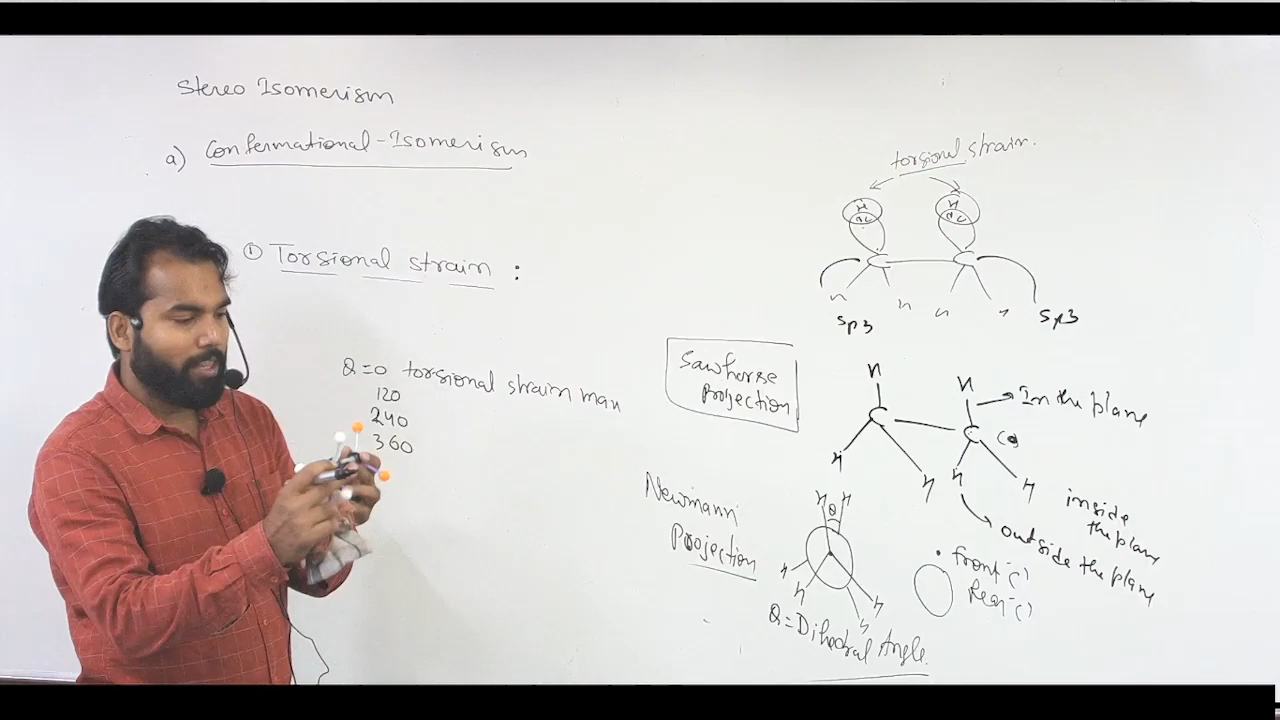 Stereo Isomerism
a) Confermational-Isomerism
① Torsional strain :
Q=0 torsional strain max
120
240
360
torsional strain.
H H
C C
sp3 sp3
Sawhorse
projection
H H
In the plane
C C
H H H H
inside
the plane
outside the plane
Newmann
Projection
H H
θ
H H
H H
Q=Dihedral Angle
front (c)
Rear (c)